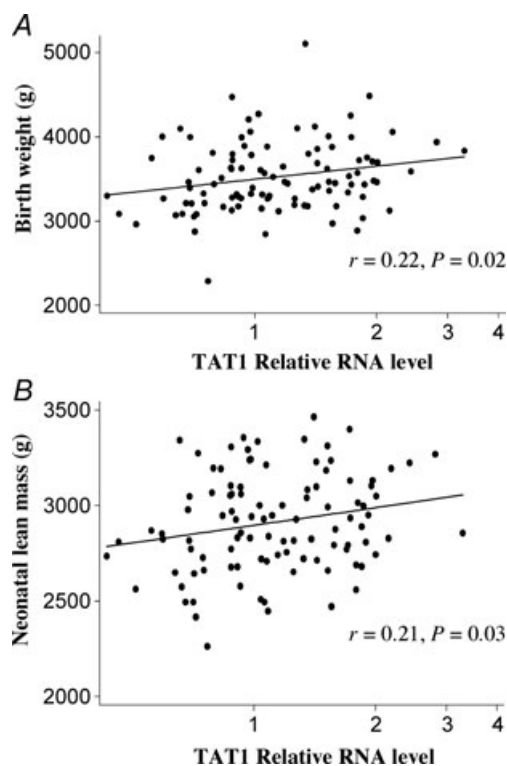 A
Birth weight (g)
5000
4000
3000
2000
r = 0.22, P = 0.02
1 2 3 4
TAT1 Relative RNA level
B
Neonatal lean mass (g)
3500
3000
2500
2000
r = 0.21, P = 0.03
1 2 3 4
TAT1 Relative RNA level